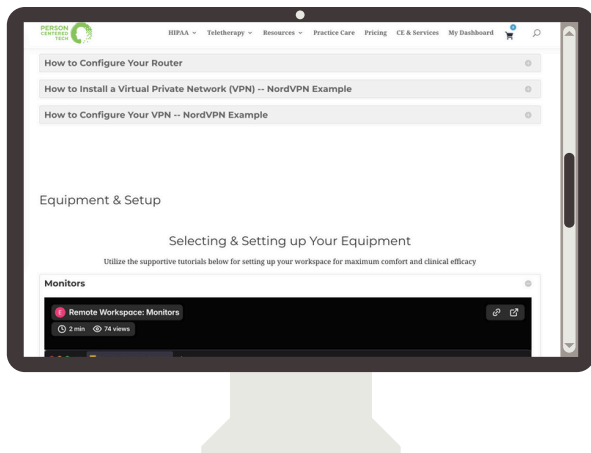 PERSON
CENTERED
TECH
HIPAA Teletherapy Resources Practice Care Pricing CE & Services My Dashboard
How to Configure Your Router
How to Install a Virtual Private Network (VPN) -- NordVPN Example
How to Configure Your VPN -- NordVPN Example
Equipment & Setup
Selecting & Setting up Your Equipment
Utilize the supportive tutorials below for setting up your workspace for maximum comfort and clinical efficacy
Monitors
E Remote Workspace: Monitors
2 min 74 views